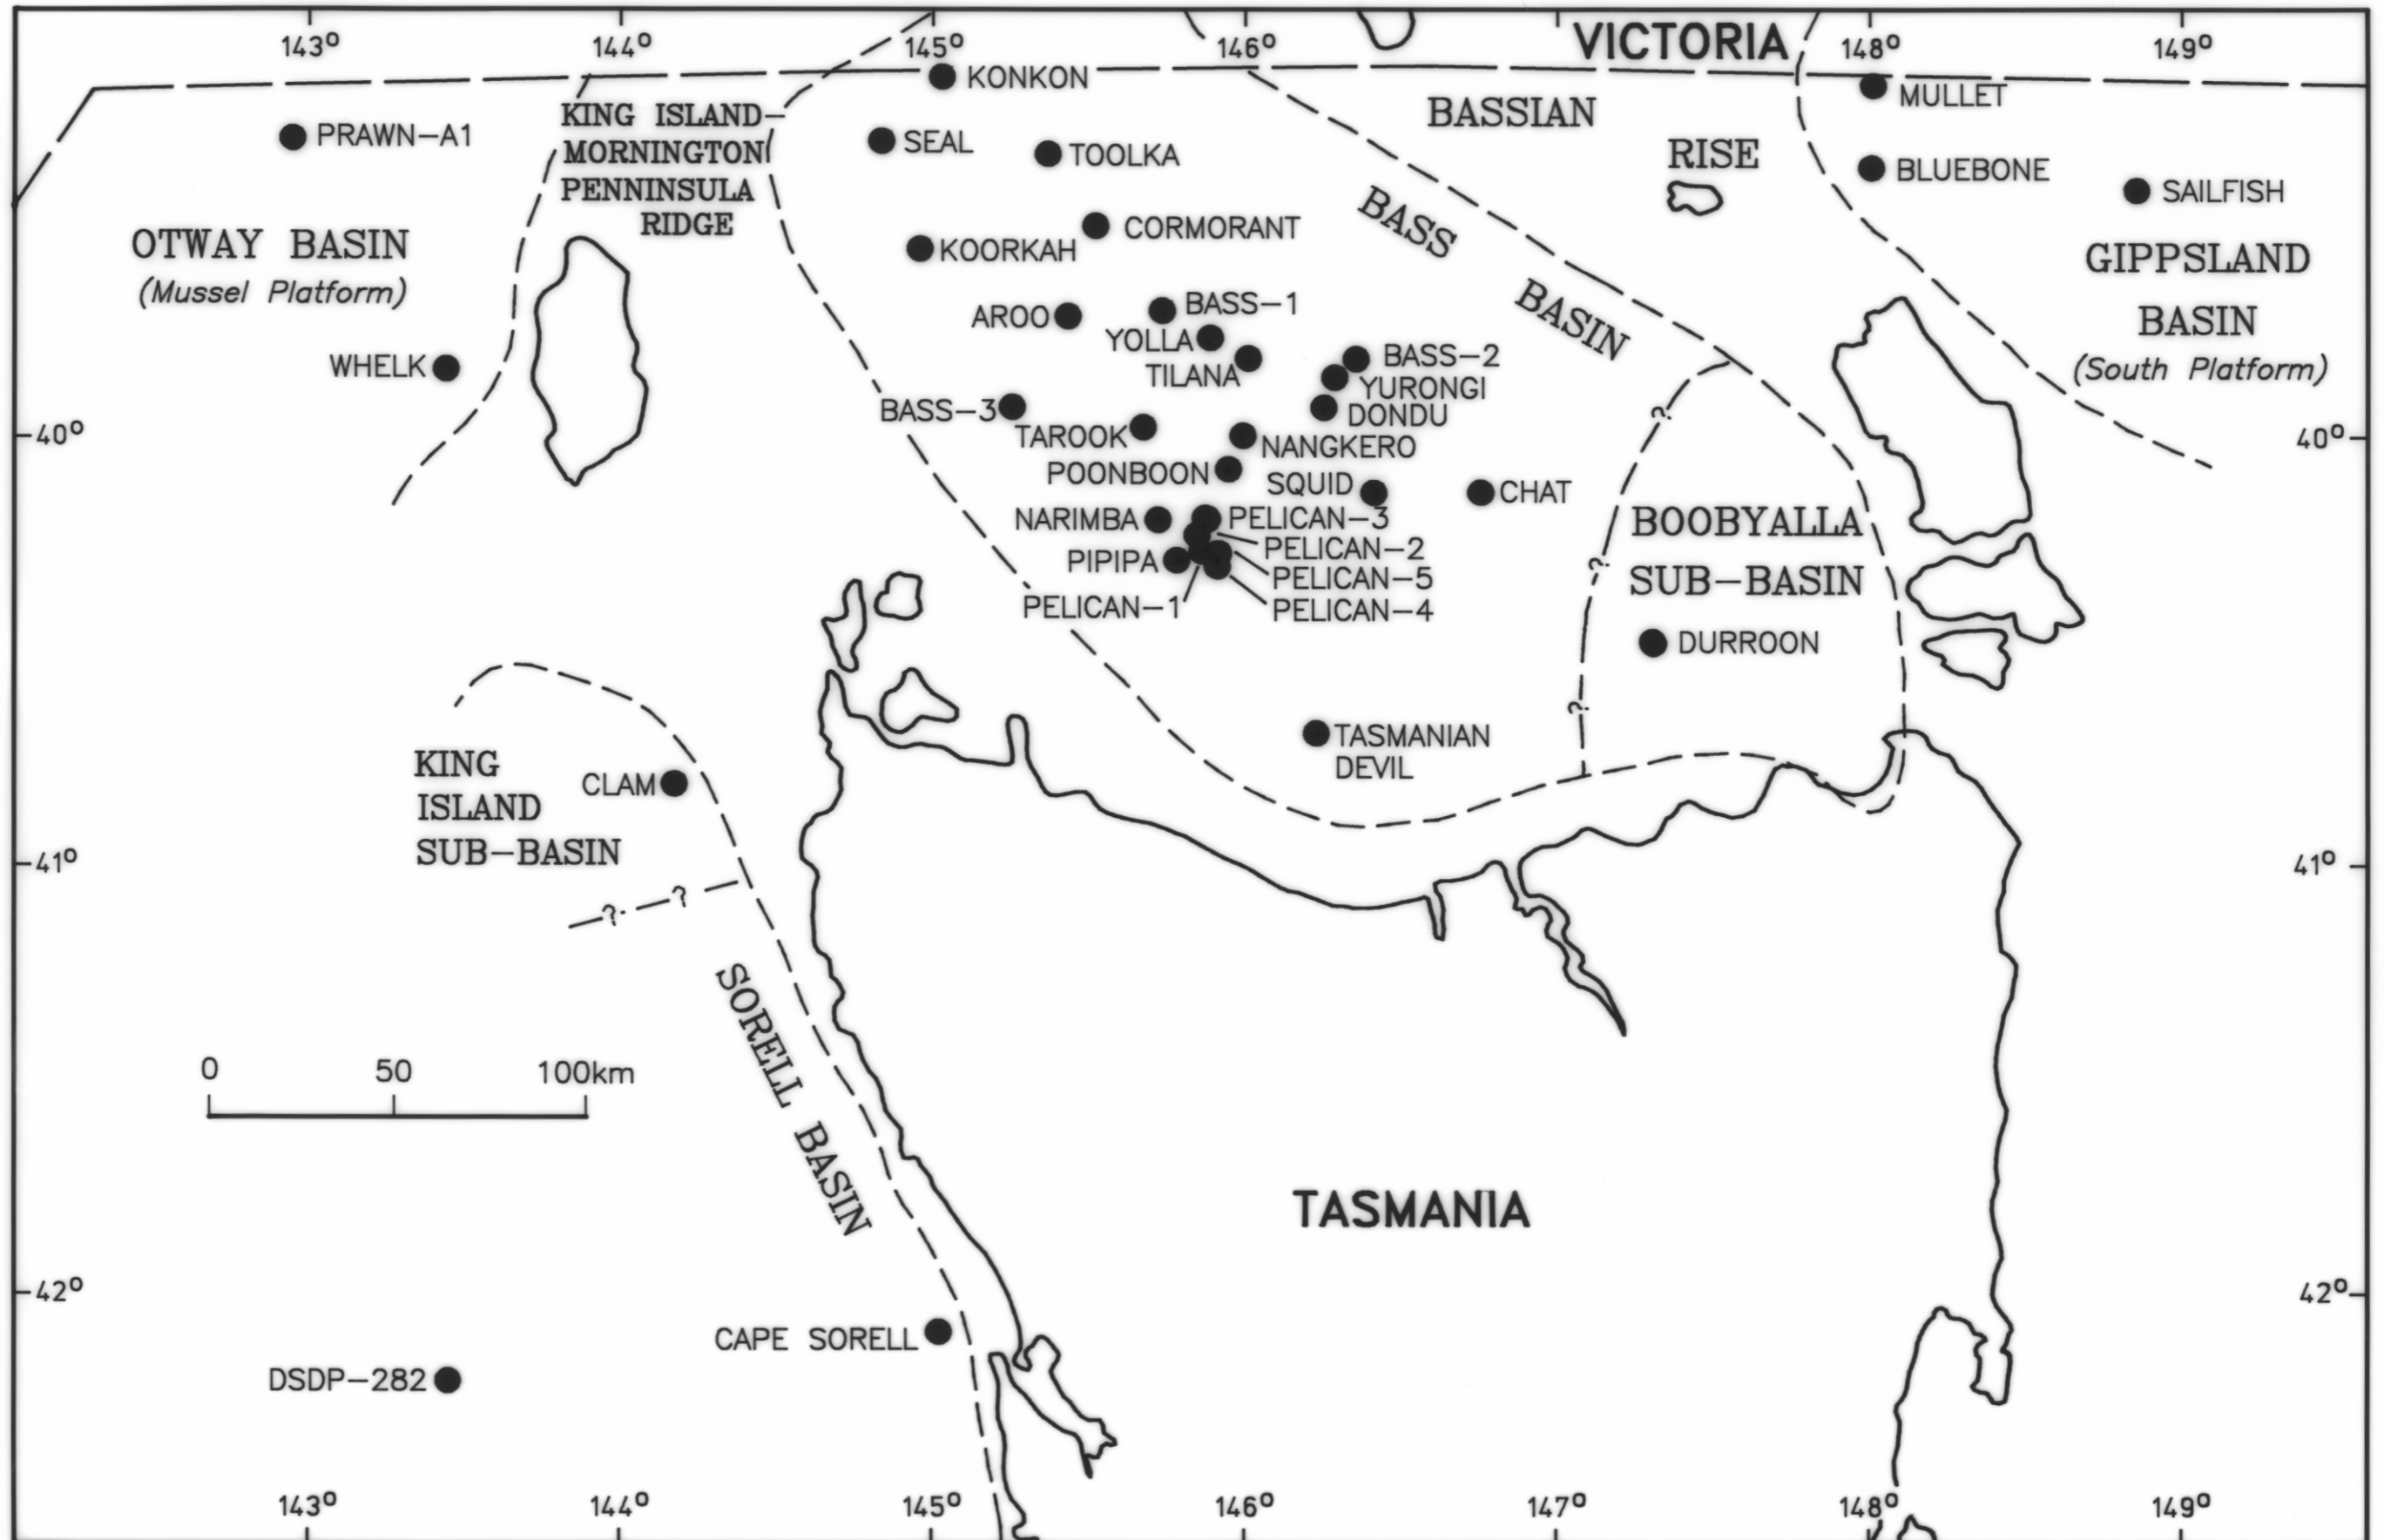 143° 144° 145° 146° VICTORIA 148° 149°
KONKON
MULLET
KING ISLAND-
MORNINGTON
PENNINSULA
RIDGE
PRAWN-A1
SEAL
TOOLKA
BASSIAN
RISE
BLUEBONE
SAILFISH
OTWAY BASIN
(Mussel Platform)
KOORKAH
CORMORANT
BASS
BASIN
GIPPSLAND
BASIN
(South Platform)
AROO
BASS-1
YOLLA
TILANA
BASS-2
YURONGI
DONDU
WHELK
BASS-3
TAROOK
NANGKERO
?
40°
40°
POONBOON
SQUID
CHAT
NARIMBA
PELICAN-3
PELICAN-2
PIPIPA
PELICAN-5
PELICAN-1
PELICAN-4
?
BOOBYALLA
SUB-BASIN
DURROON
?
TASMANIAN
DEVIL
KING
ISLAND
SUB-BASIN
CLAM
41°
41°
? ?
SORELL BASIN
0 50 100km
TASMANIA
42°
42°
CAPE SORELL
DSDP-282
143° 144° 145° 146° 147° 148° 149°